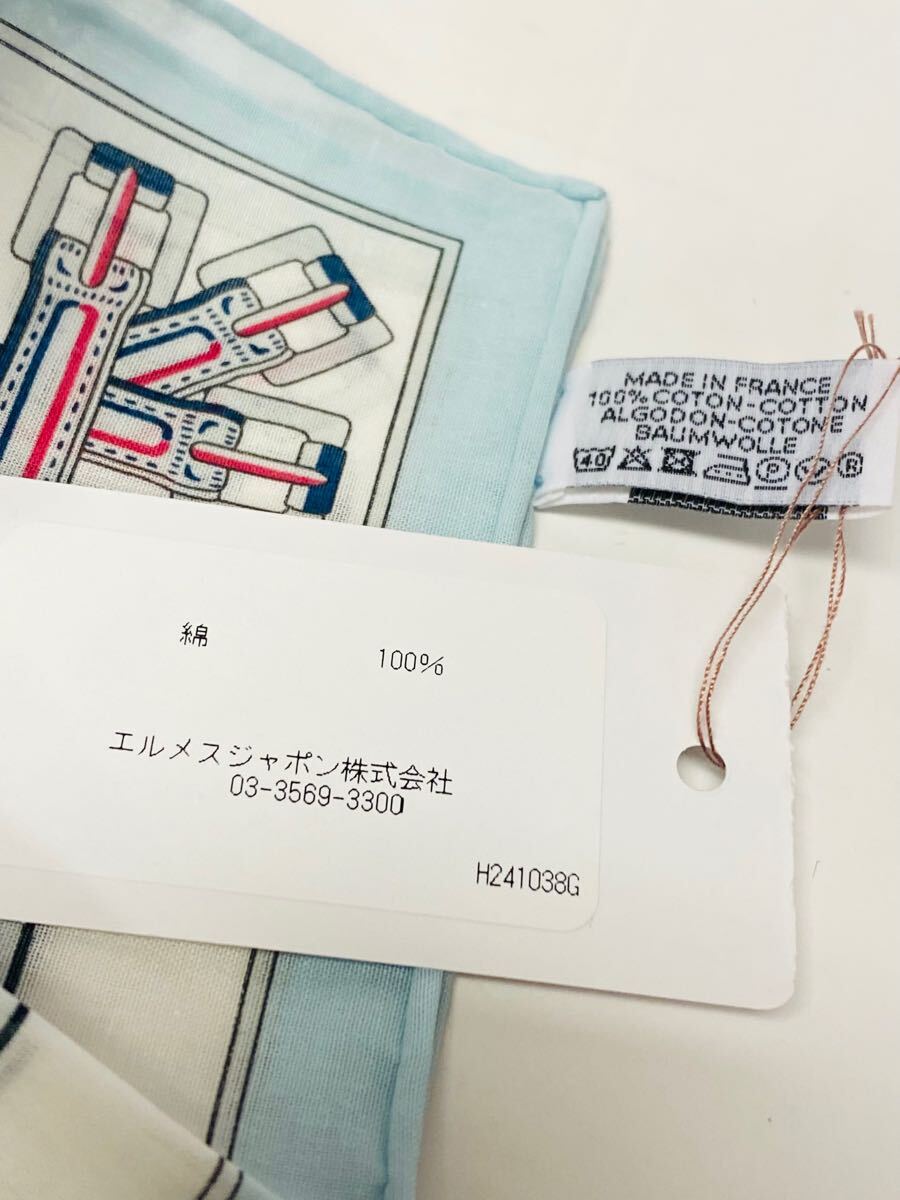 MADE IN FRANCE
100% COTON-COTTON
ALGODON-COTONE
BAUMWOLLE
40 P R
綿 100%
エルメスジャポン株式会社
03-3569-3300
H241038G